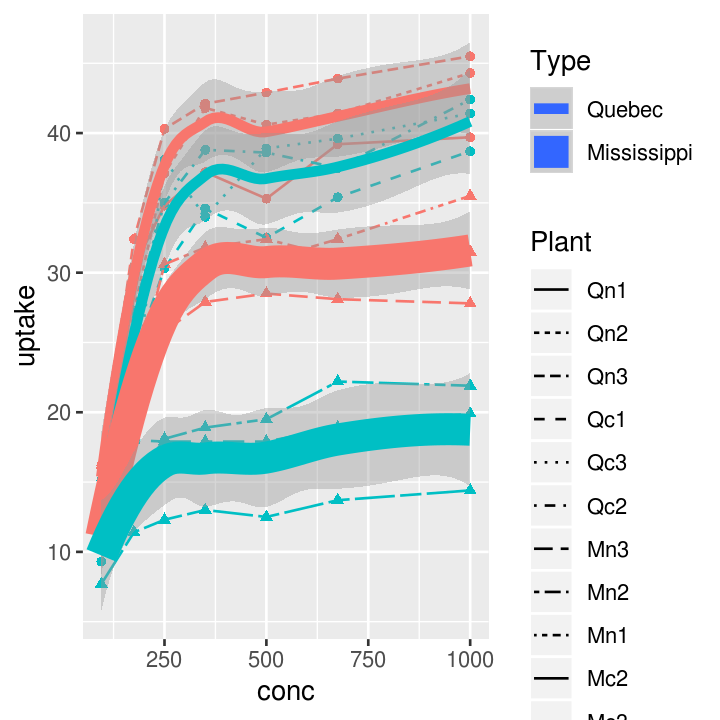 Type
Quebec
Mississippi
Plant
Qn1
Qn2
Qn3
Qc1
Qc3
Qc2
Mn3
Mn2
Mn1
Mc2
uptake
40
30
20
10
250 500 750 1000
conc